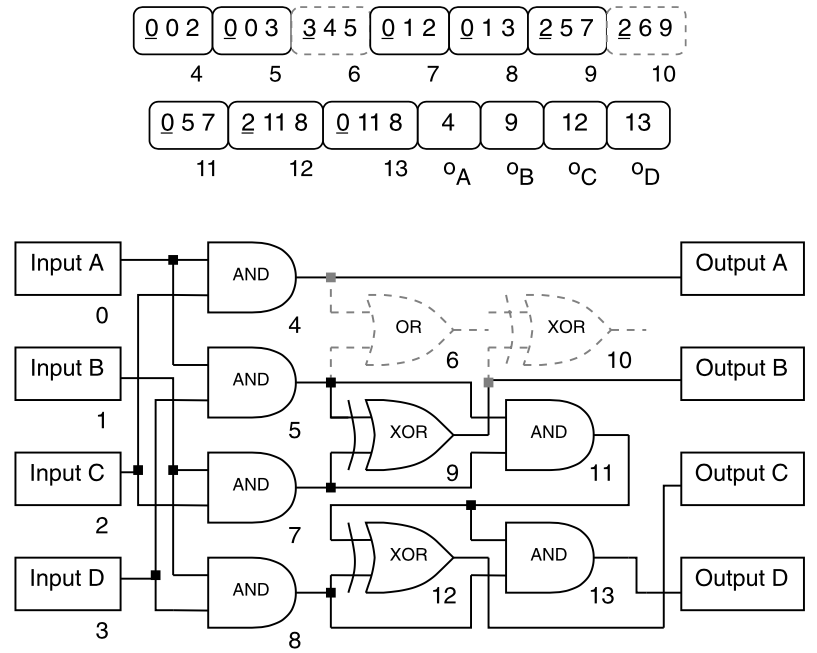 0 0 2 0 0 3 3 4 5 0 1 2 0 1 3 2 5 7 2 6 9
4 5 6 7 8 9 10
0 5 7 2 11 8 0 11 8 4 9 12 13
11 12 13 oA oB oC oD
Input A AND Output A
0 4 OR XOR
Input B AND 6 10 Output B
1 5 XOR AND
Input C AND 9 11 Output C
2 7
Input D AND XOR AND Output D
3 8 12 13